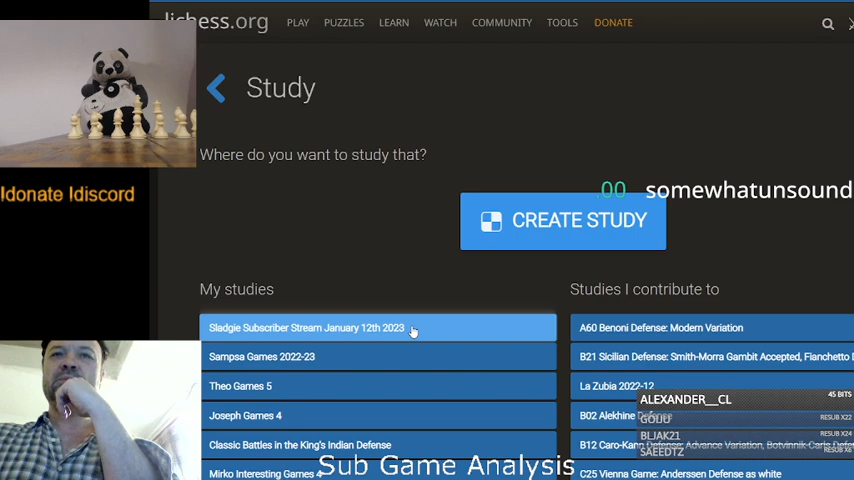 lichess.org PLAY PUZZLES LEARN WATCH COMMUNITY TOOLS DONATE
Study
Where do you want to study that?
!donate !discord
.00 somewhatunsound
CREATE STUDY
My studies
Studies I contribute to
Sladgie Subscriber Stream January 12th 2023
A60 Benoni Defense: Modern Variation
Sampsa Games 2022-23
B21 Sicilian Defense: Smith-Morra Gambit Accepted, Fianchetto
Theo Games 5
La Zubia 2022-12
ALEXANDER__CL 45 BITS
Joseph Games 4
B02 Alekhine Defense
GOIJU RESUB X22
BLJAK21 RESUB X24
Classic Battles in the King's Indian Defense
B12 Caro-Kann Defense: Advance Variation, Botvinnik-Carls Def
SAEEDTZ RESUB X6
Mirko Interesting Games 4
C25 Vienna Game: Anderssen Defense as white
Sub Game Analysis